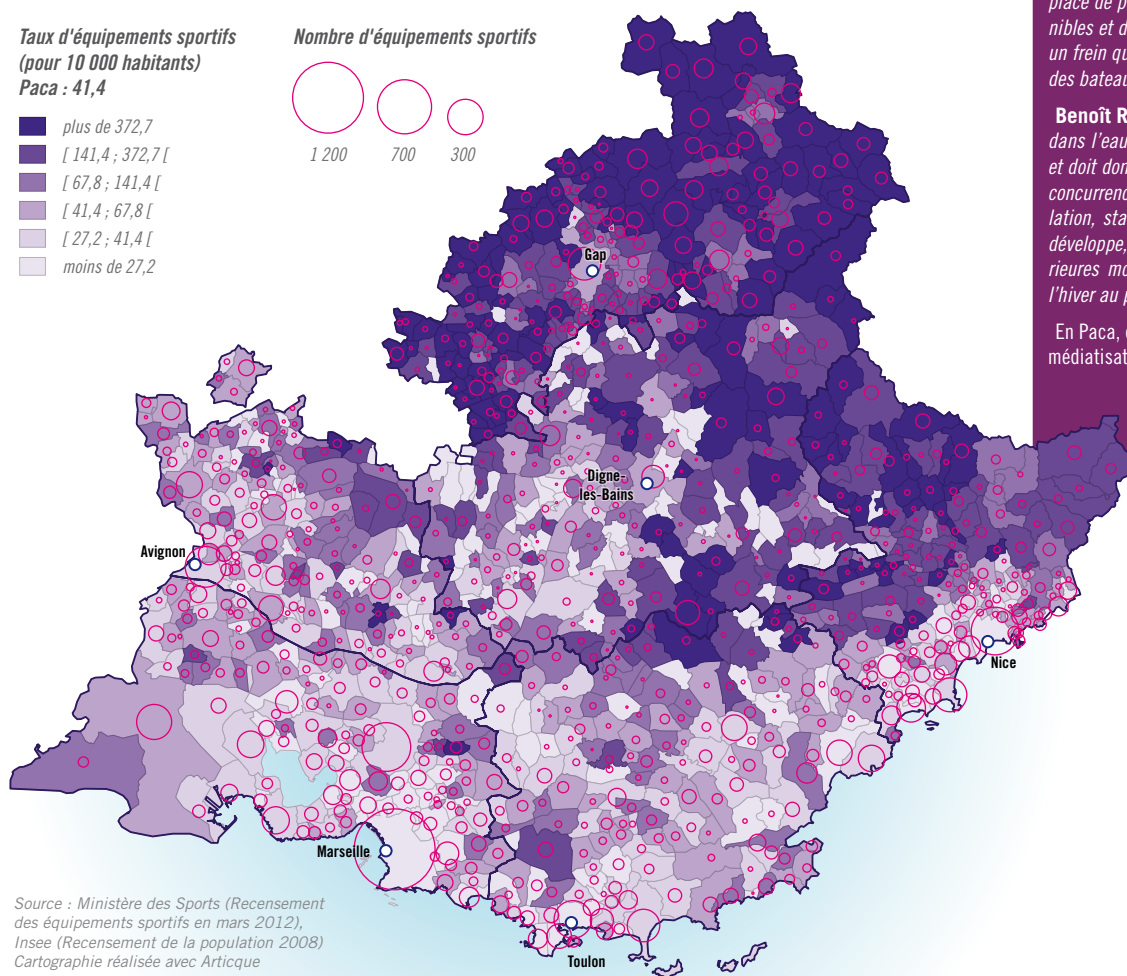 Taux d'équipements sportifs
(pour 10 000 habitants)
Paca : 41,4
plus de 372,7
[ 141,4 ; 372,7 [
[ 67,8 ; 141,4 [
[ 41,4 ; 67,8 [
[ 27,2 ; 41,4 [
moins de 27,2
Nombre d'équipements sportifs
1 200
700
300
place de p
nibles et d
un frein qu
des bateau
Benoît R
dans l'eau
et doit don
concurrenc
lation, sta
développe,
rieures mo
l'hiver au p
En Paca,
médiatisat
Gap
Digne-
les-Bains
Avignon
Nice
Marseille
Toulon
Source : Ministère des Sports (Recensement
des équipements sportifs en mars 2012),
Insee (Recensement de la population 2008)
Cartographie réalisée avec Articque